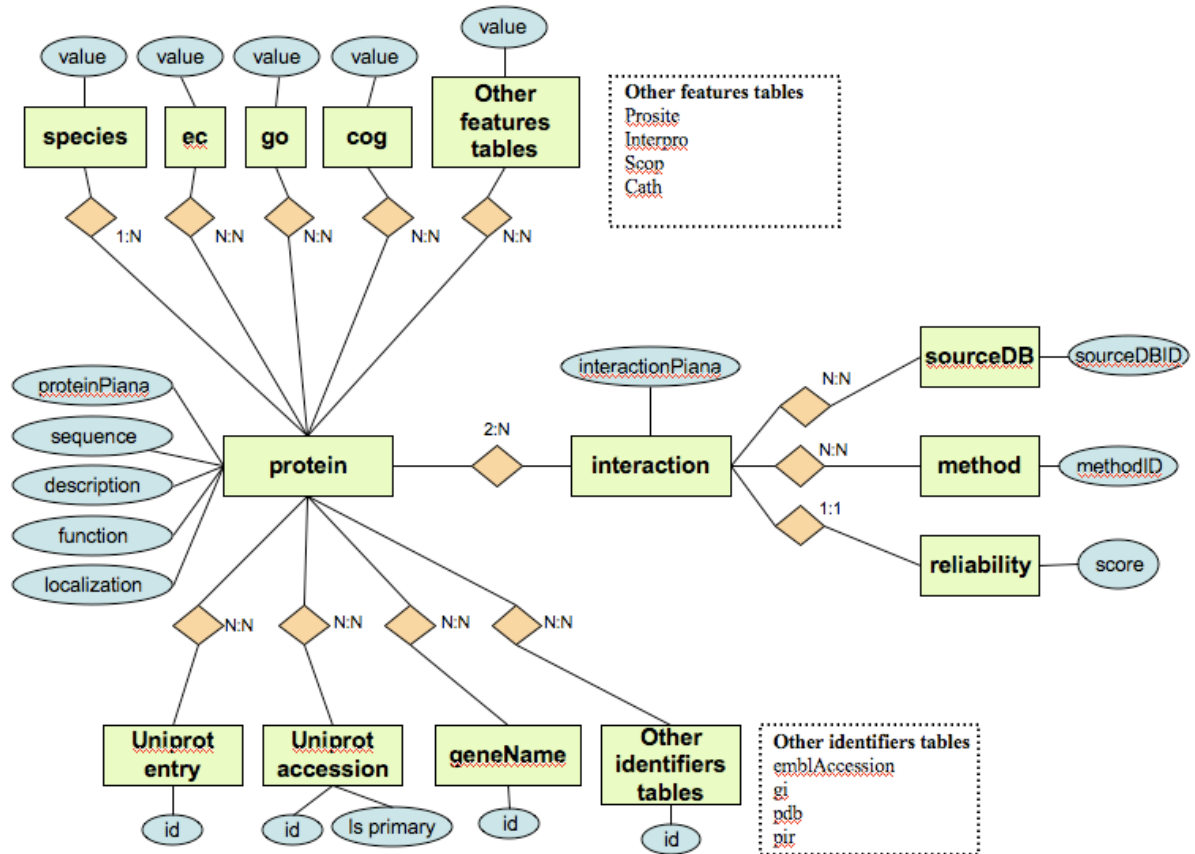 value
value
value
value
value
species
ec
go
cog
Other
features
tables
Other features tables
Prosite
Interpro
Scop
Cath
1:N
N:N
N:N
N:N
N:N
proteinPiana
sequence
description
function
localization
protein
2:N
interactionPiana
interaction
N:N
N:N
1:1
sourceDB
sourceDBID
method
methodID
reliability
score
N:N
N:N
N:N
N:N
Uniprot
entry
Uniprot
accession
geneName
Other
identifiers
tables
id
id
Is primary
id
id
Other identifiers tables
emblAccession
gi
pdb
pir